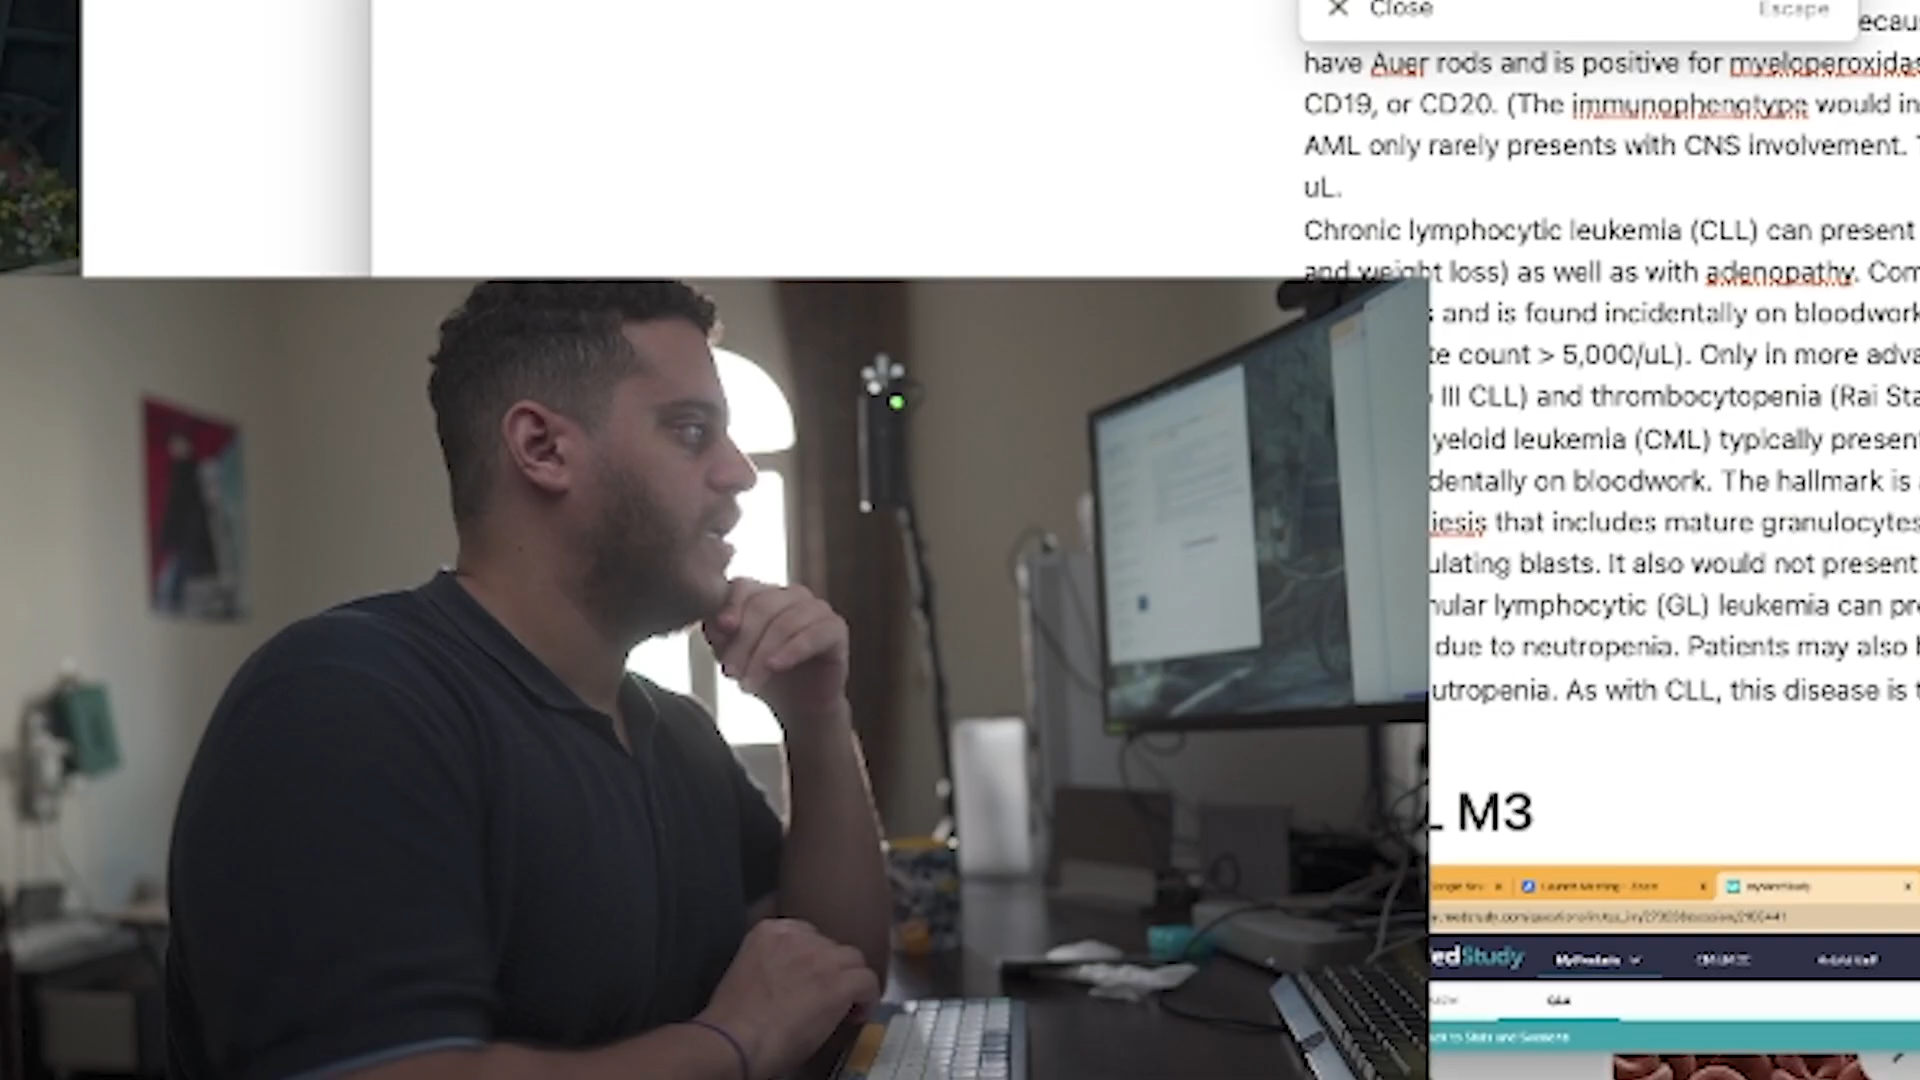 Close Escape
have Auer rods and is positive for myeloperoxidas
CD19, or CD20. (The immunophenotype would in
AML only rarely presents with CNS involvement. T
uL.
Chronic lymphocytic leukemia (CLL) can present
and weight loss) as well as with adenopathy. Com
s and is found incidentally on bloodwork
te count > 5,000/uL). Only in more adva
III CLL) and thrombocytopenia (Rai Sta
yeloid leukemia (CML) typically present
dentally on bloodwork. The hallmark is
iesis that includes mature granulocytes
ulating blasts. It also would not present
nular lymphocytic (GL) leukemia can pre
due to neutropenia. Patients may also h
utropenia. As with CLL, this disease is t
M3
Launch Meeting - Zoom
edStudy
Q&A